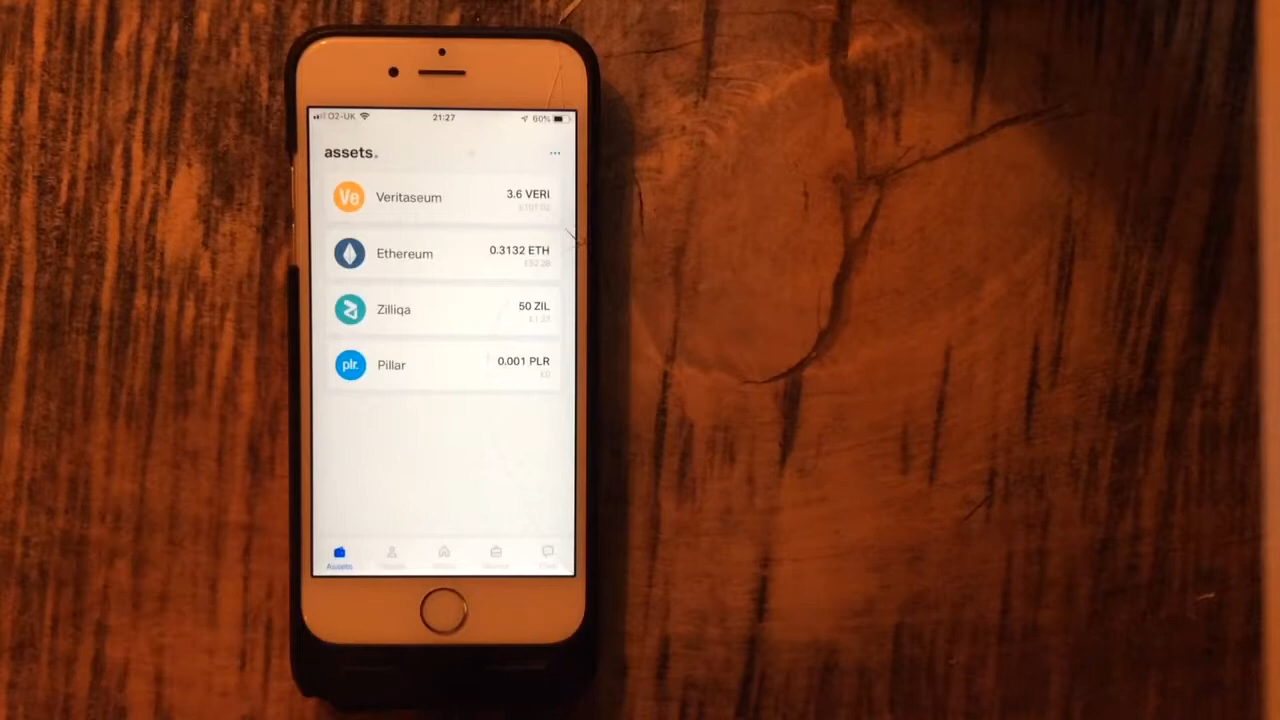 O2-UK 21:27 60%
assets. ...
Ve Veritaseum 3.6 VERI
Ethereum 0.3132 ETH
Zilliqa 50 ZIL
plr. Pillar 0.001 PLR
£0
Assets